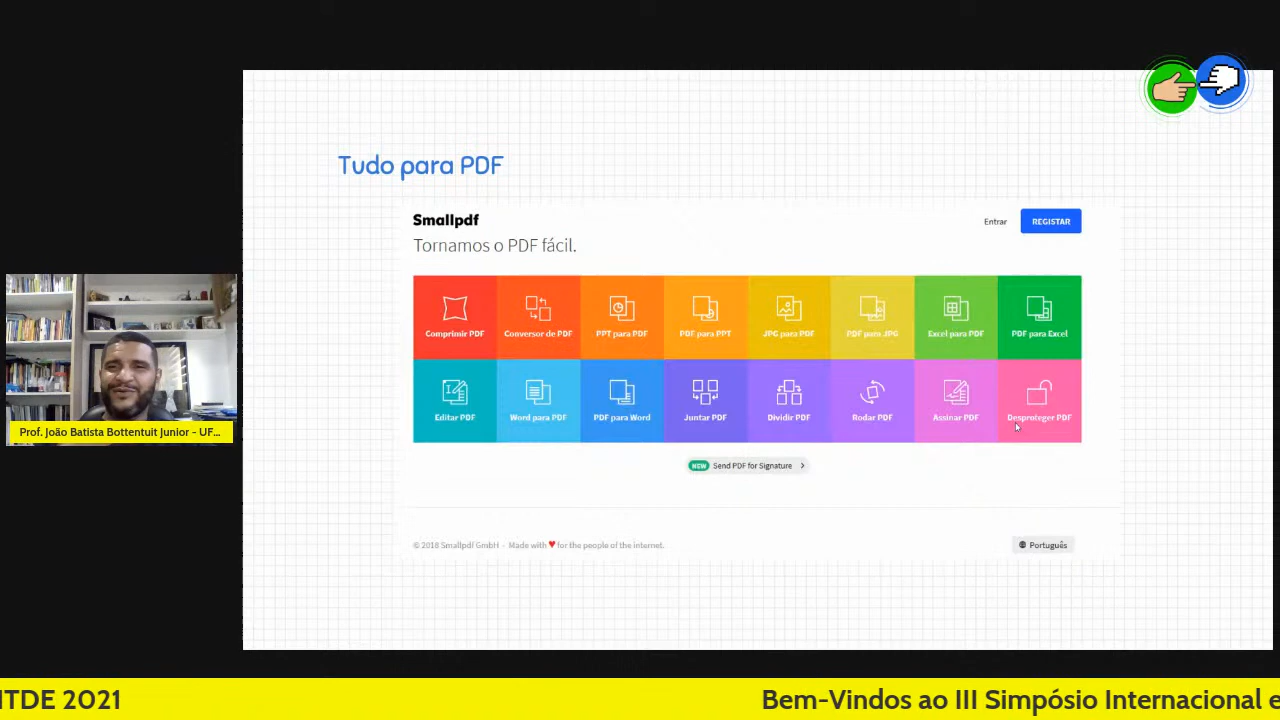 Tudo para PDF
Smallpdf
Entrar
REGISTAR
Tornamos o PDF fácil.
Comprimir PDF
Conversor de PDF
PPT para PDF
PDF para PPT
JPG para PDF
PDF para JPG
Excel para PDF
PDF para Excel
Editar PDF
Word para PDF
PDF para Word
Juntar PDF
Dividir PDF
Rodar PDF
Assinar PDF
Desproteger PDF
NEW Send PDF for Signature
© 2018 Smallpdf GmbH - Made with ♥ for the people of the internet.
Português
Prof. João Batista Bottentuit Junior - UF...
ITDE 2021
Bem-Vindos ao III Simpósio Internacional e